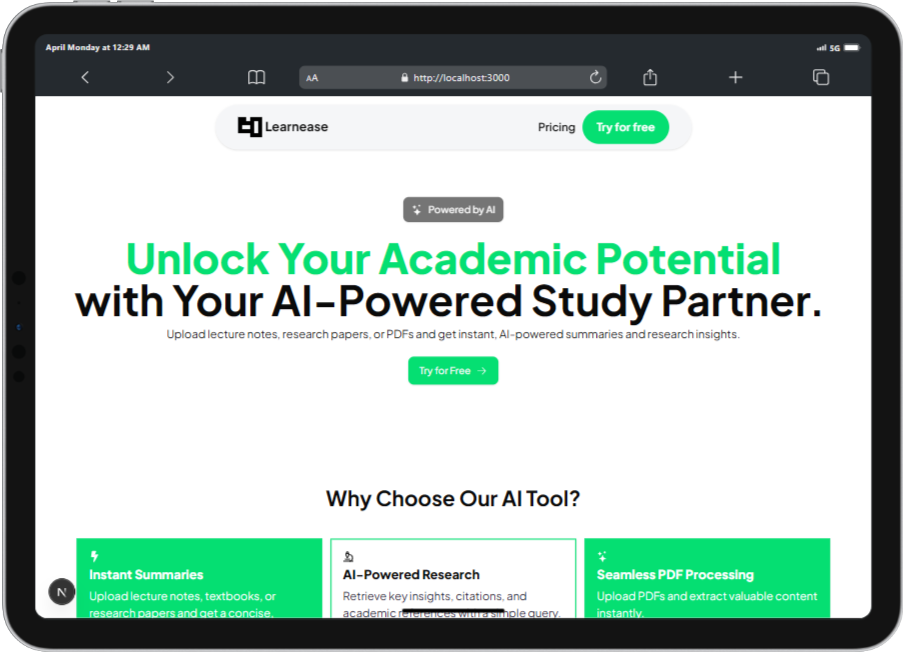 April Monday at 12:29 AM
5G
AA
http://localhost:3000
Learnease
Pricing
Try for free
Powered by AI
Unlock Your Academic Potential
with Your AI-Powered Study Partner.
Upload lecture notes, research papers, or PDFs and get instant, AI-powered summaries and research insights.
Try for Free
Why Choose Our AI Tool?
Instant Summaries
Upload lecture notes, textbooks, or
research papers and get a concise,
AI-Powered Research
Retrieve key insights, citations, and
academic references with a simple query,
Seamless PDF Processing
Upload PDFs and extract valuable content
instantly.
N